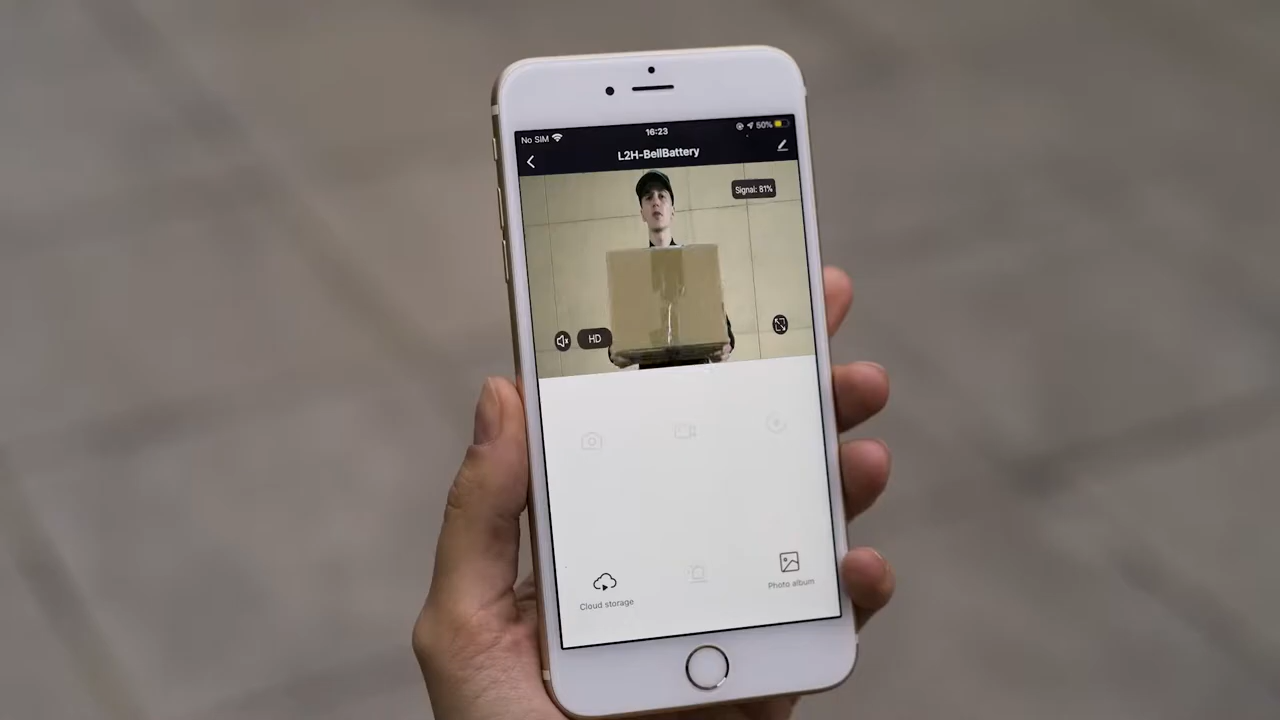 No SIM 16:23 50%
L2H-BellBattery
Signal: 81%
HD
Cloud storage
Photo album